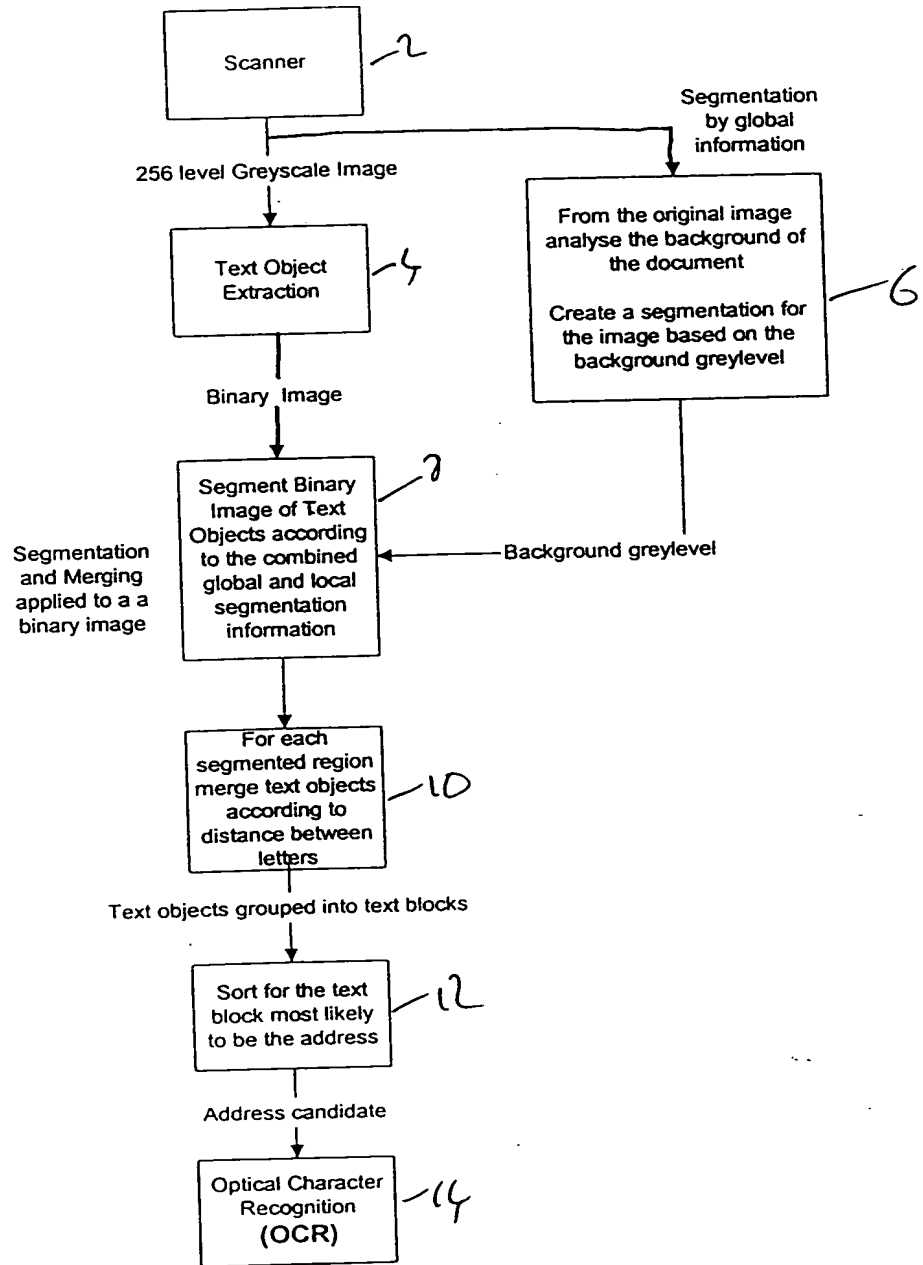 Scanner
2
Segmentation
by global
information
256 level Greyscale Image
From the original image
analyse the background of
the document
Create a segmentation for
the image based on the
background greylevel
6
Text Object
Extraction
4
Binary Image
Segment Binary
Image of Text
Objects according
to the combined
global and local
segmentation
information
8
Background greylevel
Segmentation
and Merging
applied to a a
binary image
For each
segmented region
merge text objects
according to
distance between
letters
10
Text objects grouped into text blocks
Sort for the text
block most likely
to be the address
12
Address candidate
Optical Character
Recognition
(OCR)
14